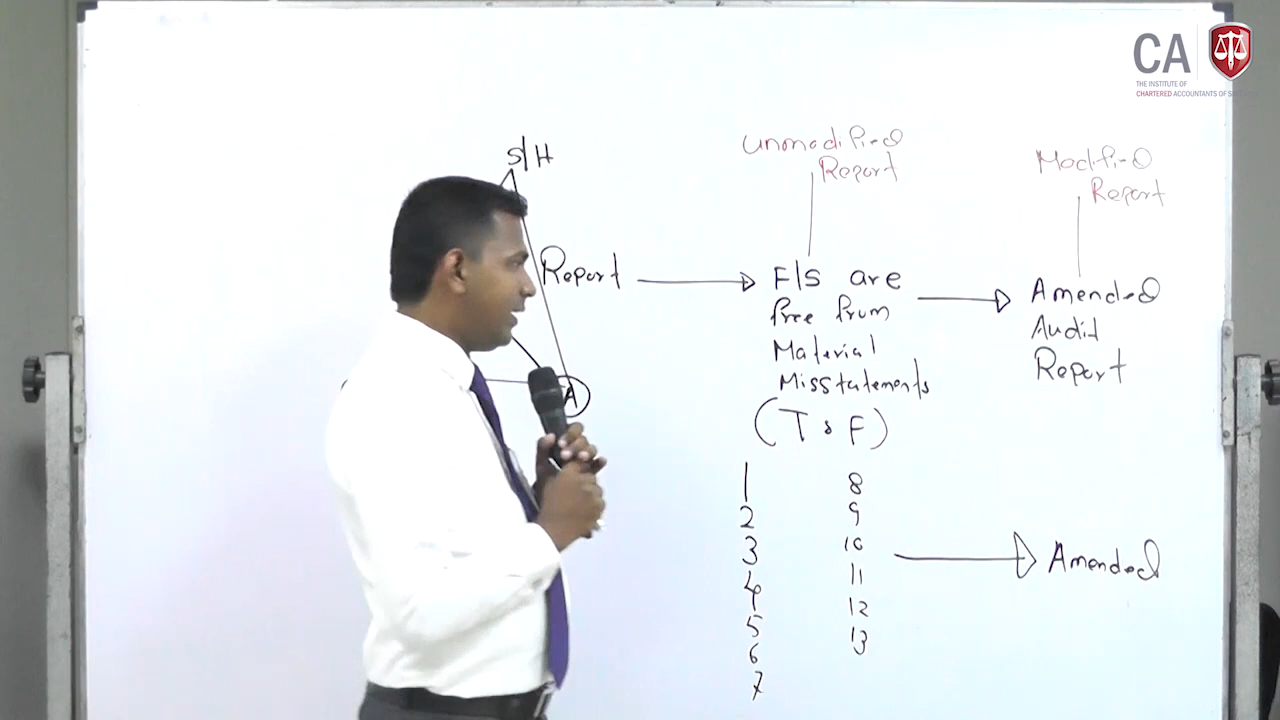 CA
THE INSTITUTE OF
CHARTERED ACCOUNTANTS OF
S/H
Report
A
Unmodified
Report
F/S are
free from
Material
Misstatements
(T & F)
1
2
3
4
5
6
7
8
9
10
11
12
13
Modified
Report
Amended
Audit
Report
Amended